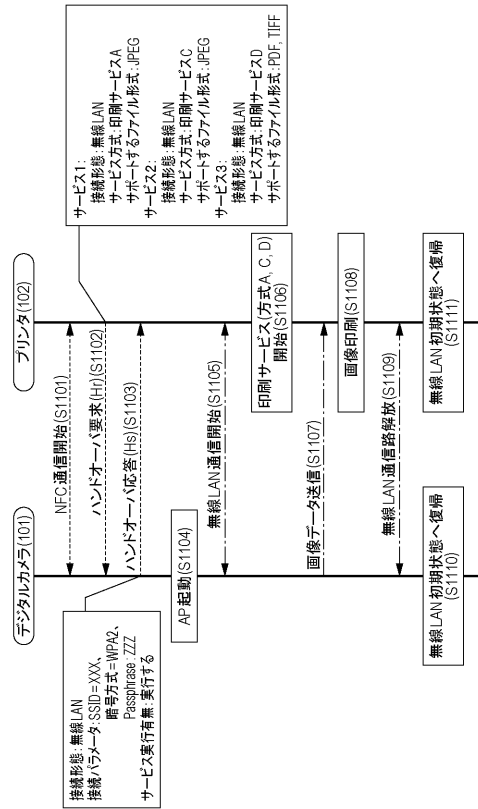 デジタルカメラ(101)
プリンタ(102)
NFC通信開始(S1101)
ハンドオーバ要求(Hr)(S1102)
サービス1:
接続形態:無線LAN
サービス方式:印刷サービスA
サポートするファイル形式:JPEG
サービス2:
接続形態:無線LAN
サービス方式:印刷サービスC
サポートするファイル形式:JPEG
サービス3:
接続形態:無線LAN
サービス方式:印刷サービスD
サポートするファイル形式:PDF, TIFF
ハンドオーバ応答(Hs)(S1103)
接続形態:無線LAN
接続パラメータ:SSID=XXX、
暗号方式=WPA2、
Passphrase:ZZZ
サービス実行有無:実行する
AP起動(S1104)
無線LAN通信開始(S1105)
印刷サービス(方式A, C, D)
開始(S1106)
画像データ送信(S1107)
画像印刷(S1108)
無線LAN通信路解放(S1109)
無線LAN初期状態へ復帰
(S1110)
無線LAN初期状態へ復帰
(S1111)